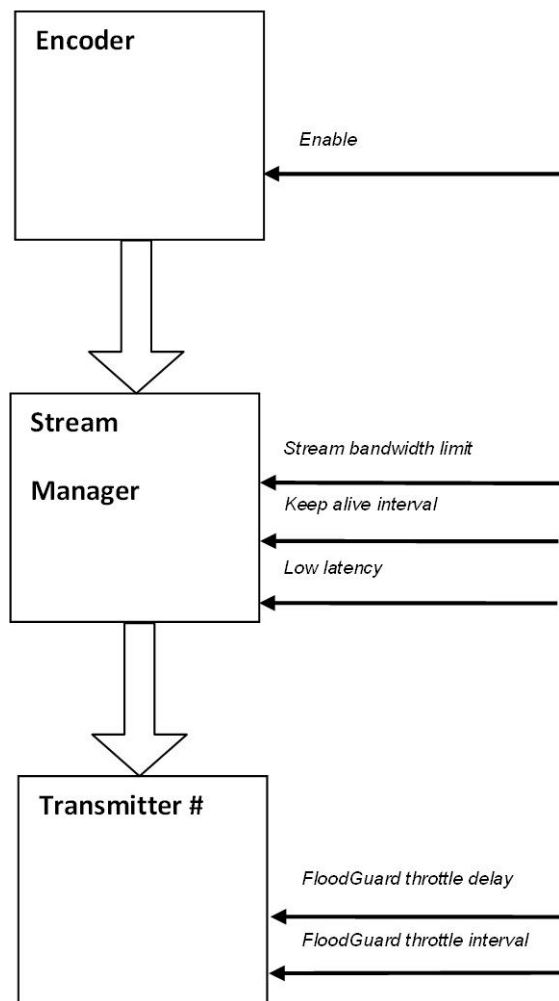 Encoder
Enable
Stream
Manager
Stream bandwidth limit
Keep alive interval
Low latency
Transmitter #
FloodGuard throttle delay
FloodGuard throttle interval